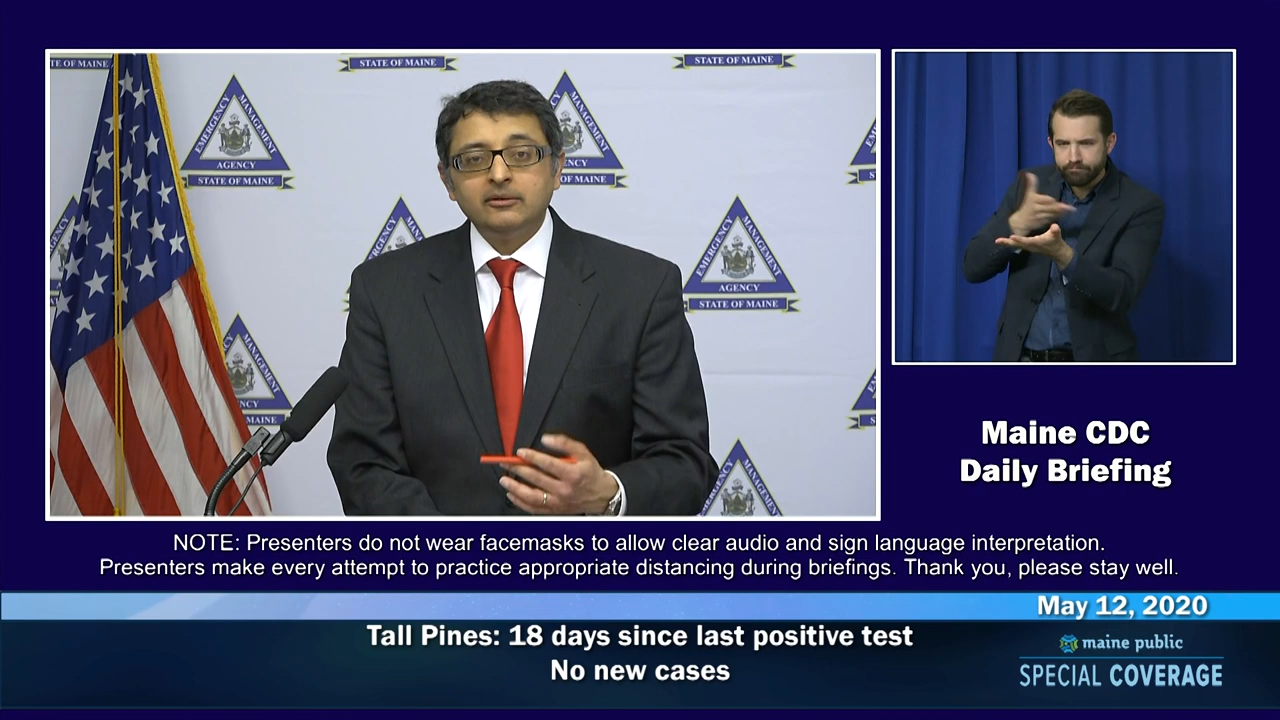 TE OF MAINE
STATE OF MAINE
STATE OF MAINE
EMERGENCY
MANAGEMENT
AGENCY
STATE OF MAINE
MANAGEMENT
OF MAINE
EMERGENCY
MANAGEMENT
AGENCY
STATE OF MAINE
Maine CDC
Daily Briefing
NOTE: Presenters do not wear facemasks to allow clear audio and sign language interpretation.
Presenters make every attempt to practice appropriate distancing during briefings. Thank you, please stay well.
May 12, 2020
Tall Pines: 18 days since last positive test
No new cases
maine public
SPECIAL COVERAGE